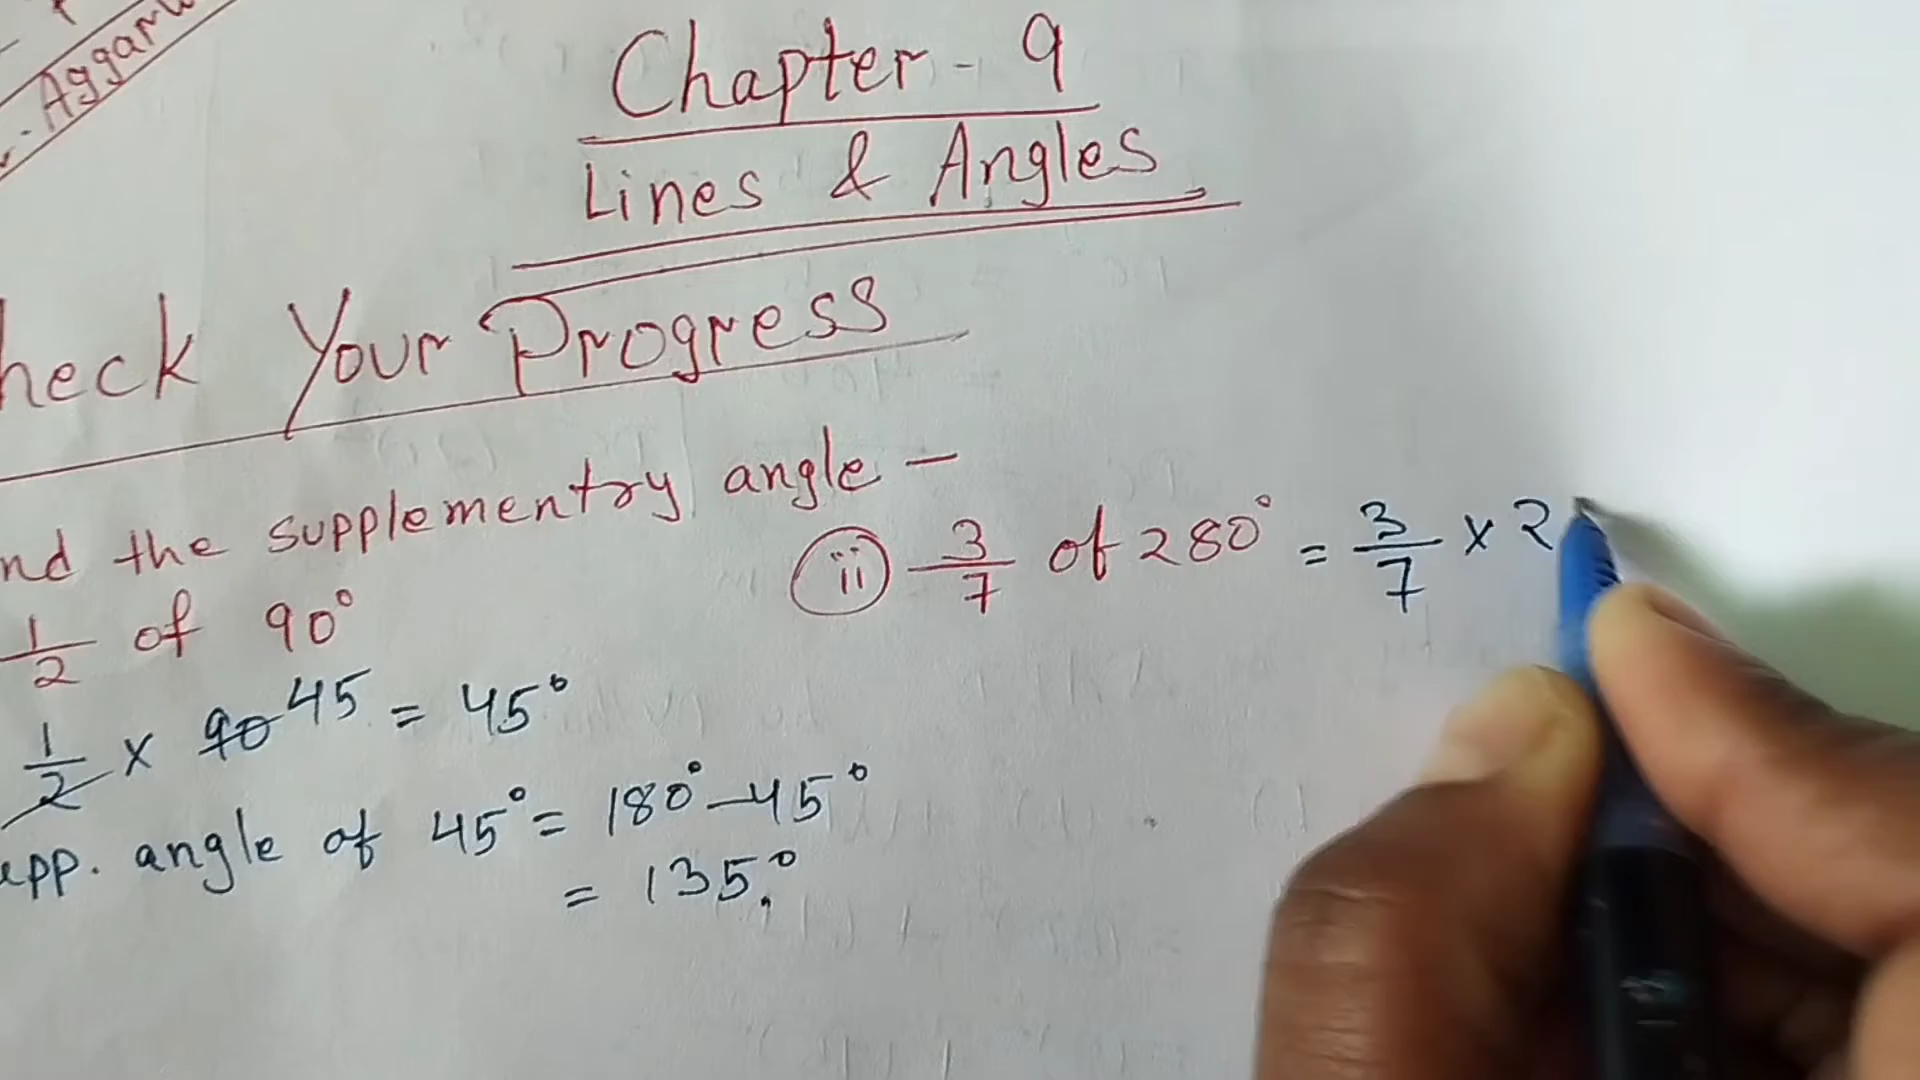 Aggarw
Chapter - 9
Lines & Angles
heck Your Progress
nd the supplementry angle -
1/2 of 90°
1/2 x 90 45 = 45°
upp. angle of 45° = 180° - 45°
= 135°.
(ii) 3/7 of 280° = 3/7 x 2